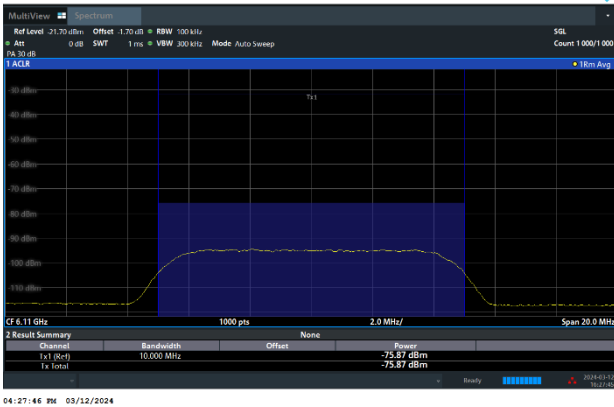 MultiView Spectrum
Ref Level -21.70 dBm Offset -1.70 dB RBW 100 kHz SGL
Att 0 dB SWT 1 ms VBW 300 kHz Mode Auto Sweep Count 1000/1000
PA 30 dB
1 ACLR 1Rm Avg
-30 dBm
Tx1
-40 dBm
-50 dBm
-60 dBm
-70 dBm
-80 dBm
-90 dBm
-100 dBm
-110 dBm
CF 6.11 GHz 1000 pts 2.0 MHz/ Span 20.0 MHz
2 Result Summary None
Channel Bandwidth Offset Power
Tx1 (Ref) 10.000 MHz -75.87 dBm
Tx Total -75.87 dBm
Ready 2024-03-12
16:27:45
04:27:46 PM 03/12/2024